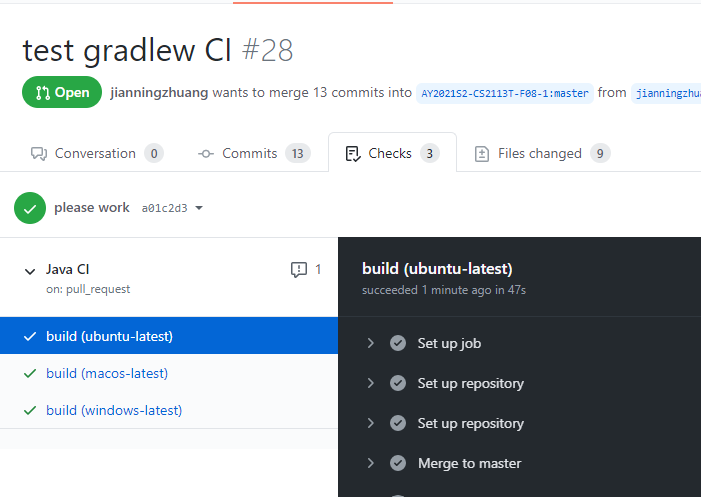 test gradlew CI #28
Open jianningzhuang wants to merge 13 commits into AY2021S2-CS2113T-F08-1:master from
Conversation 0 Commits 13 Checks 3 Files changed 9
please work a01c2d3
Java CI 1
on: pull_request
build (ubuntu-latest)
build (macos-latest)
build (windows-latest)
build (ubuntu-latest)
succeeded 1 minute ago in 47s
Set up job
Set up repository
Set up repository
Merge to master